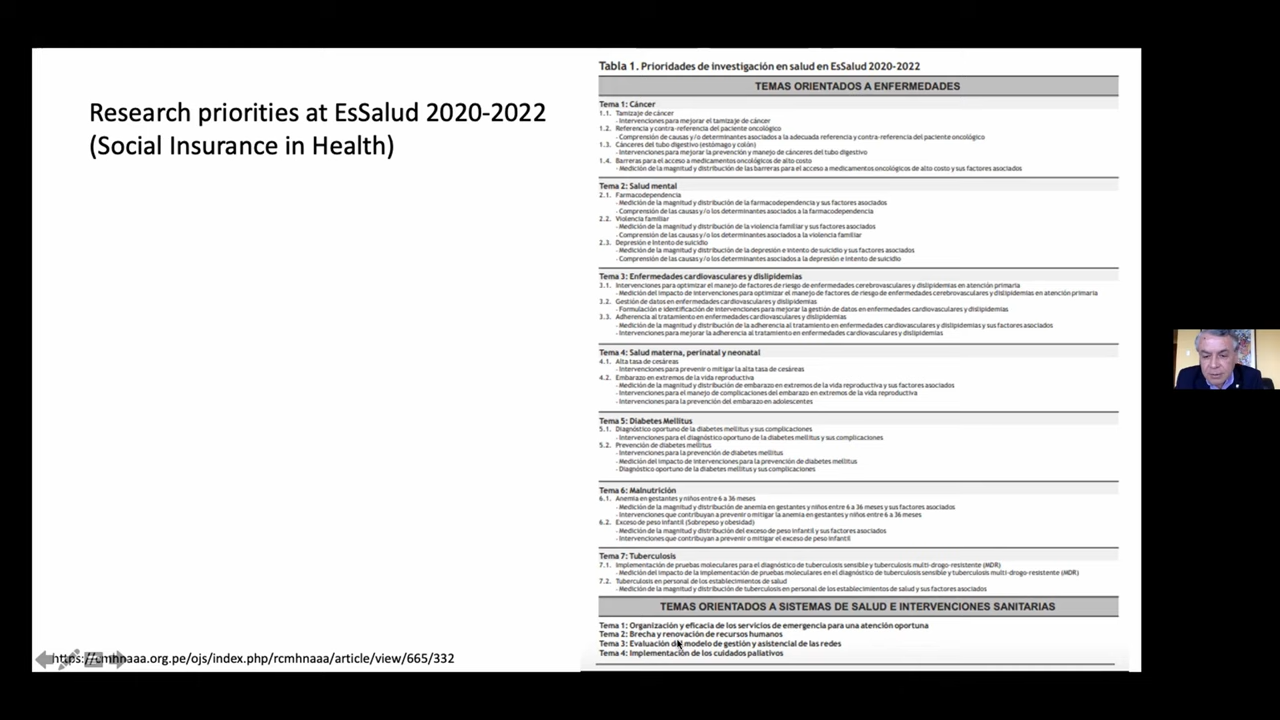 Research priorities at EsSalud 2020-2022
(Social Insurance in Health)
Tabla 1. Prioridades de investigación en salud en EsSalud 2020-2022
TEMAS ORIENTADOS A ENFERMEDADES
Tema 1: Cáncer
1.1. Tamizaje de cáncer
- Intervenciones para mejorar el tamizaje de cáncer
1.2. Referencia y contra-referencia del paciente oncológico
- Comprensión de causas y/o determinantes asociados a la adecuada referencia y contra-referencia del paciente oncológico
1.3. Cánceres del tubo digestivo (estómago y colón)
- Intervenciones para mejorar la prevención y manejo de cánceres del tubo digestivo
1.4. Barreras para el acceso a medicamentos oncológicos de alto costo
- Medición de la magnitud y distribución de las barreras para el acceso a medicamentos oncológicos de alto costo y sus factores asociados
Tema 2: Salud mental
2.1. Farmacodependencia
- Medición de la magnitud y distribución de la farmacodependencia y sus factores asociados
- Comprensión de las causas y/o los determinantes asociados a la farmacodependencia
2.2. Violencia familiar
- Medición de la magnitud y distribución de la violencia familiar y sus factores asociados
- Comprensión de las causas y/o los determinantes asociados a la violencia familiar
2.3. Depresión e intento de suicidio
- Medición de la magnitud y distribución de la depresión e intento de suicidio y sus factores asociados
- Comprensión de las causas y/o los determinantes asociados a la depresión e intento de suicidio
Tema 3: Enfermedades cardiovasculares y dislipidemias
3.1. Intervenciones para optimizar el manejo de factores de riesgo de enfermedades cerebrovasculares y dislipidemias en atención primaria
- Medición del impacto de intervenciones para optimizar el manejo de factores de riesgo de enfermedades cerebrovasculares y dislipidemias en atención primaria
3.2. Gestión de datos en enfermedades cardiovasculares y dislipidemias
- Formulación e identificación de intervenciones para mejorar la gestión de datos en enfermedades cardiovasculares y dislipidemias
3.3. Adherencia al tratamiento en enfermedades cardiovasculares y dislipidemias
- Medición de la magnitud y distribución de la adherencia al tratamiento en enfermedades cardiovasculares y dislipidemias y sus factores asociados
- Intervenciones para mejorar la adherencia al tratamiento en enfermedades cardiovasculares y dislipidemias
Tema 4: Salud materna, perinatal y neonatal
4.1. Alta tasa de cesáreas
- Intervenciones para prevenir o mitigar la alta tasa de cesáreas
4.2. Embarazo en extremos de la vida reproductiva
- Medición de la magnitud y distribución de embarazo en extremos de la vida reproductiva y sus factores asociados
- Intervenciones para el manejo de complicaciones del embarazo en extremos de la vida reproductiva
- Intervenciones para la prevención del embarazo en adolescentes
Tema 5: Diabetes Mellitus
5.1. Diagnóstico oportuno de la diabetes mellitus y sus complicaciones
- Intervenciones para el diagnóstico oportuno de la diabetes mellitus y sus complicaciones
5.2. Prevención de diabetes mellitus
- Intervenciones para la prevención de diabetes mellitus
- Medición del impacto de intervenciones para la prevención de diabetes mellitus
- Diagnóstico oportuno de la diabetes mellitus y sus complicaciones
Tema 6: Malnutrición
6.1. Anemia en gestantes y niños entre 6 a 36 meses
- Medición de la magnitud y distribución de anemia en gestantes y niños entre 6 a 36 meses y sus factores asociados
- Intervenciones que contribuyan a prevenir o mitigar la anemia en gestantes y niños entre 6 a 36 meses
6.2. Exceso de peso infantil (Sobrepeso y obesidad)
- Medición de la magnitud y distribución del exceso de peso infantil y sus factores asociados
- Intervenciones que contribuyan a prevenir o mitigar el exceso de peso infantil
Tema 7: Tuberculosis
7.1. Implementación de pruebas moleculares para el diagnóstico de tuberculosis sensible y tuberculosis multi-drogo-resistente (MDR)
- Medición del impacto de la implementación de pruebas moleculares en el diagnóstico de tuberculosis sensible y tuberculosis multi-drogo-resistente (MDR)
7.2. Tuberculosis en personal de los establecimientos de salud
- Medición de la magnitud y distribución de tuberculosis en personal de los establecimientos de salud y sus factores asociados
TEMAS ORIENTADOS A SISTEMAS DE SALUD E INTERVENCIONES SANITARIAS
Tema 1: Organización y eficacia de los servicios de emergencia para una atención oportuna
Tema 2: Brecha y renovación de recursos humanos
Tema 3: Evaluación del modelo de gestión y asistencial de las redes
Tema 4: Implementación de los cuidados paliativos
https://cmhnaaa.org.pe/ojs/index.php/rcmhnaaa/article/view/665/332